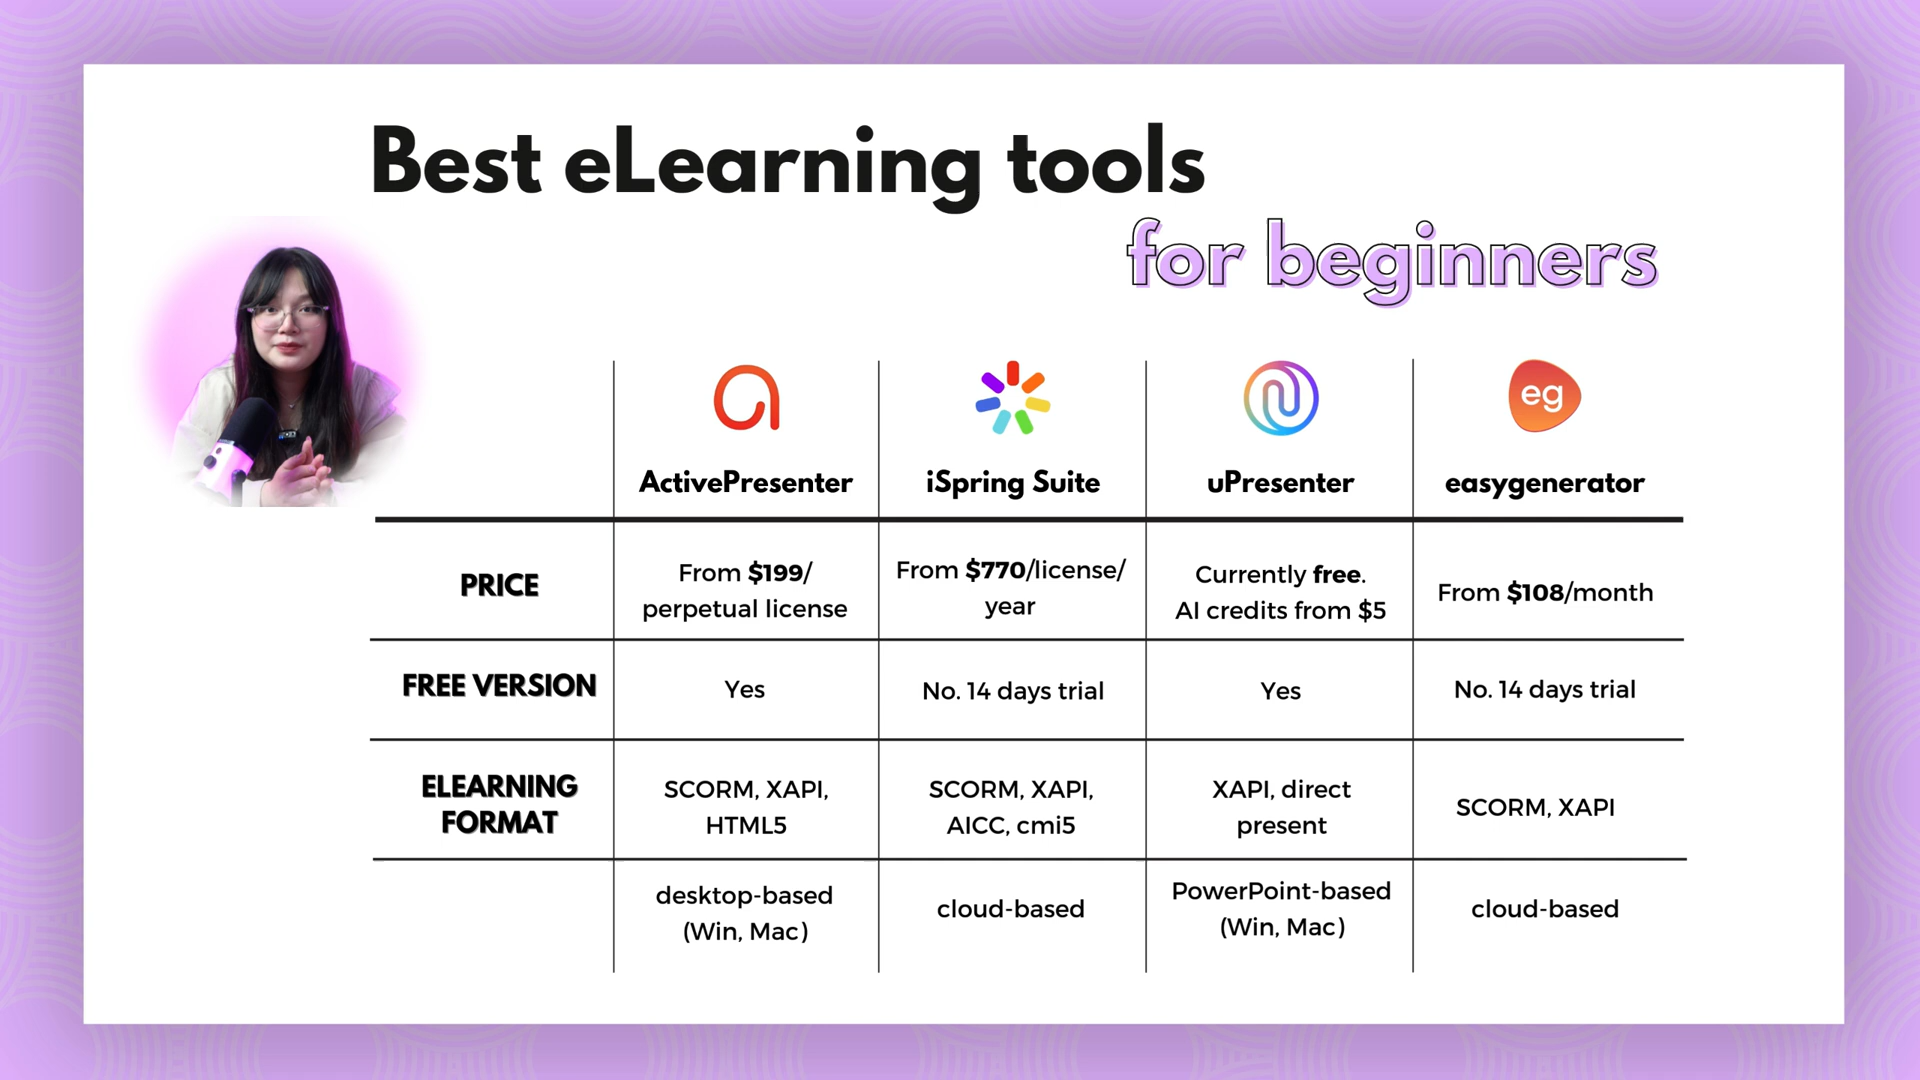 Best eLearning tools
for beginners
eg
ActivePresenter
iSpring Suite
uPresenter
easygenerator
PRICE
From $199/
perpetual license
From $770/license/
year
Currently free.
AI credits from $5
From $108/month
FREE VERSION
Yes
No. 14 days trial
Yes
No. 14 days trial
ELEARNING
FORMAT
SCORM, XAPI,
HTML5
SCORM, XAPI,
AICC, cmi5
XAPI, direct
present
SCORM, XAPI
desktop-based
(Win, Mac)
cloud-based
PowerPoint-based
(Win, Mac)
cloud-based